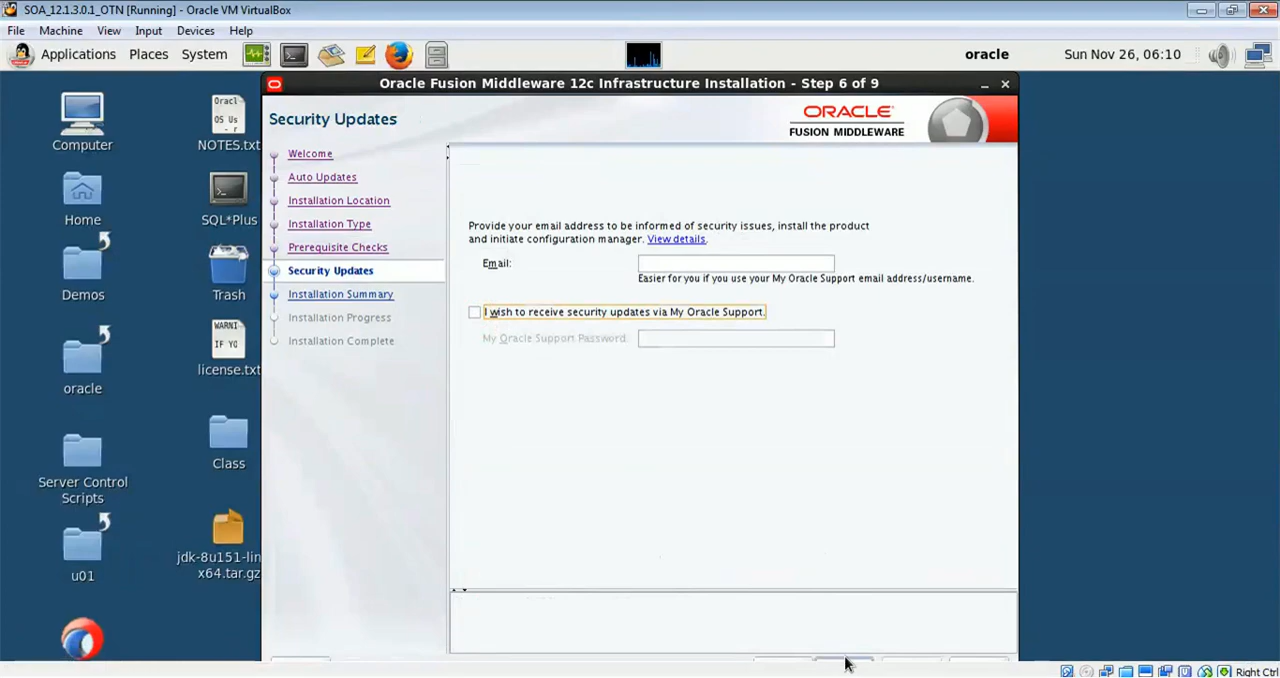 SOA_12.1.3.0.1_OTN [Running] - Oracle VM VirtualBox
File Machine View Input Devices Help
Applications Places System oracle Sun Nov 26, 06:10
Oracle Fusion Middleware 12c Infrastructure Installation - Step 6 of 9
Security Updates
ORACLE
FUSION MIDDLEWARE
Welcome
Auto Updates
Installation Location
Installation Type
Prerequisite Checks
Security Updates
Installation Summary
Installation Progress
Installation Complete
Provide your email address to be informed of security issues, install the product
and initiate configuration manager. View details.
Email:
Easier for you if you use your My Oracle Support email address/username.
I wish to receive security updates via My Oracle Support.
My Oracle Support Password:
Computer
Home
Demos
oracle
Server Control
Scripts
u01
Oracl
OS Us
- r
NOTES.txt
SQL*Plus
Trash
WARNI
IF YO
license.txt
Class
jdk-8u151-lin
x64.tar.gz
Right Ctrl